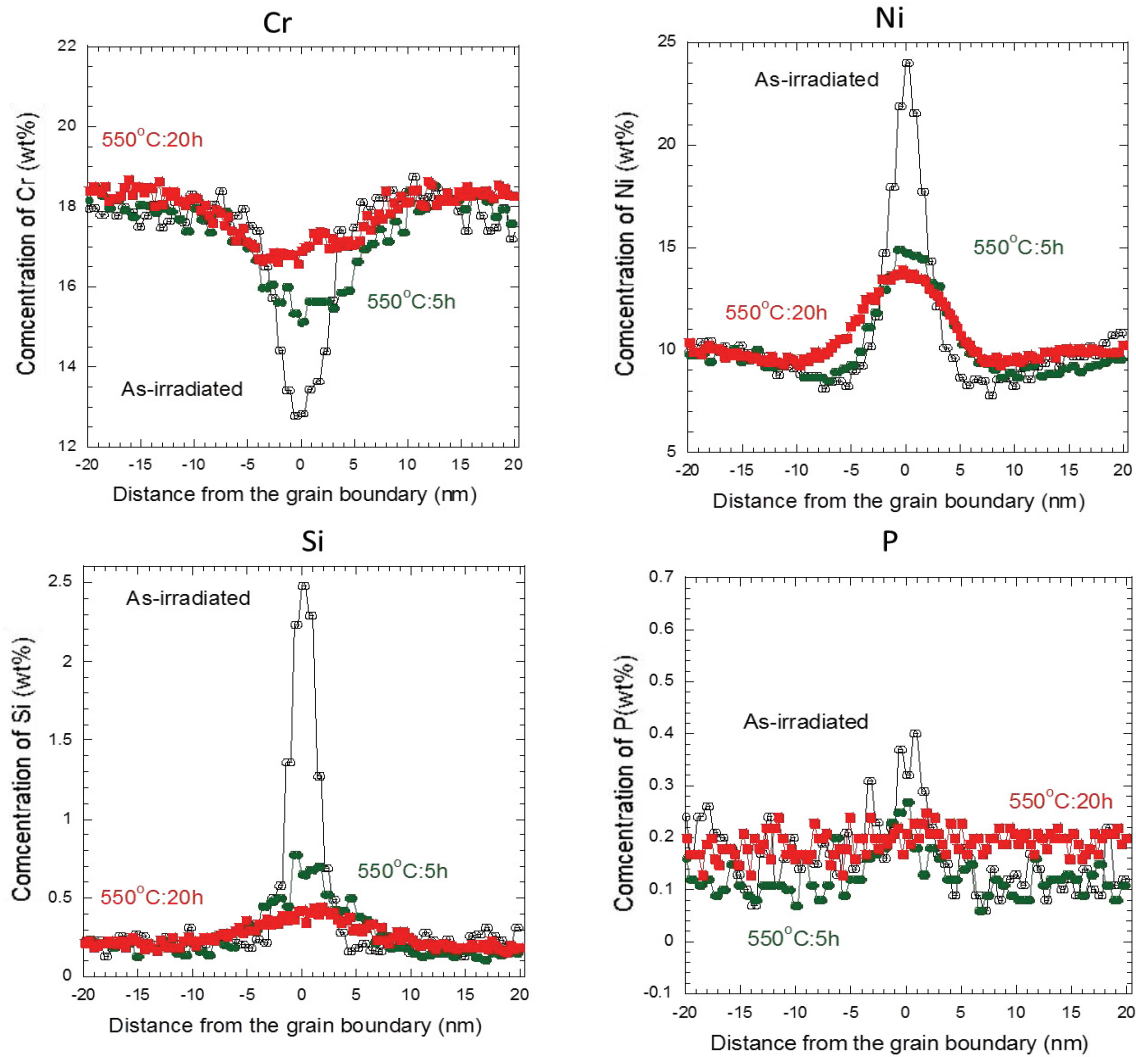 Cr
22
20
18
16
14
12
Comcentration of Cr (wt%)
550°C:20h
550°C:5h
As-irradiated
-20 -15 -10 -5 0 5 10 15 20
Distance from the grain boundary (nm)
Ni
25
20
15
10
5
Comcentration of Ni (wt%)
As-irradiated
550°C:5h
550°C:20h
-20 -15 -10 -5 0 5 10 15 20
Distance from the grain boundary (nm)
Si
2.5
2
1.5
1
0.5
0
Comcentration of Si (wt%)
As-irradiated
550°C:5h
550°C:20h
-20 -15 -10 -5 0 5 10 15 20
Distance from the grain boundary (nm)
P
0.7
0.6
0.5
0.4
0.3
0.2
0.1
0
-0.1
Comcentration of P(wt%)
As-irradiated
550°C:20h
550°C:5h
-20 -15 -10 -5 0 5 10 15 20
Distance from the grain boundary (nm)